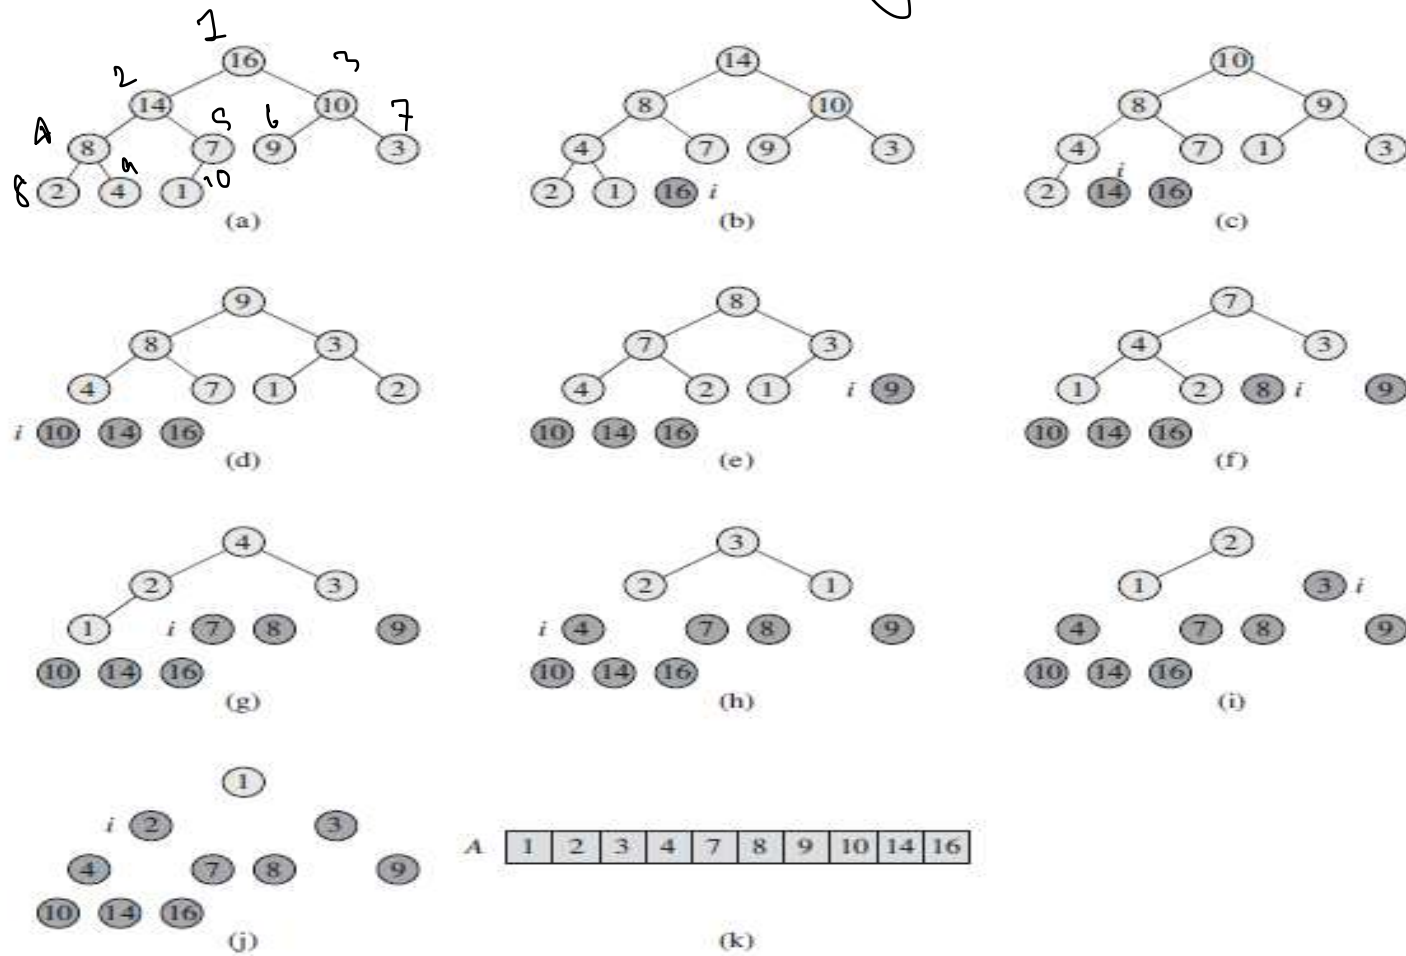 1
16 3
2 14 10 7
4 8 5 7 6 9 3
8 2 9 4 1 10
(a)
14
8 10
4 7 9 3
2 1 16 i
(b)
10
8 9
4 7 1 3
i
2 14 16
(c)
9
8 3
4 7 1 2
i 10 14 16
(d)
8
7 3
4 2 1 i 9
10 14 16
(e)
7
4 3
1 2 8 i 9
10 14 16
(f)
4
2 3
1 i 7 8 9
10 14 16
(g)
3
2 1
i 4 7 8 9
10 14 16
(h)
2
1 3 i
4 7 8 9
10 14 16
(i)
1
i 2 3
4 7 8 9
10 14 16
(j)
A 1 2 3 4 7 8 9 10 14 16
(k)